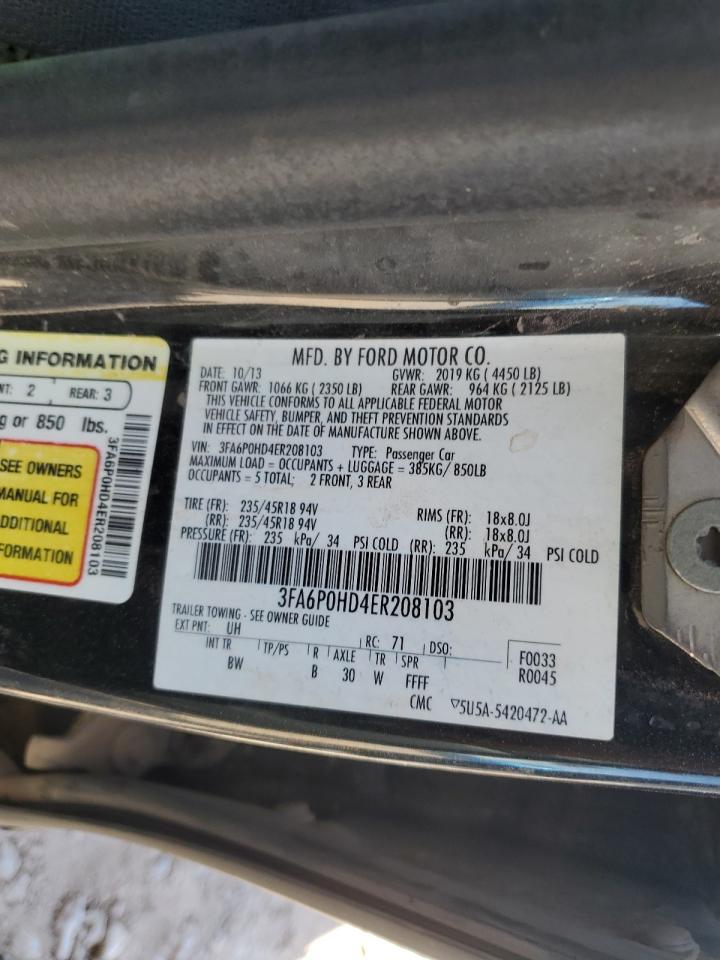 G INFORMATION
NT: 2 REAR: 3
g or 850 lbs.
SEE OWNERS
MANUAL FOR
ADDITIONAL
INFORMATION
3FA6P0HD4ER208103
MFD. BY FORD MOTOR CO.
DATE: 10/13 GVWR: 2019 KG ( 4450 LB)
FRONT GAWR: 1066 KG ( 2350 LB) REAR GAWR: 964 KG ( 2125 LB)
THIS VEHICLE CONFORMS TO ALL APPLICABLE FEDERAL MOTOR
VEHICLE SAFETY, BUMPER, AND THEFT PREVENTION STANDARDS
IN EFFECT ON THE DATE OF MANUFACTURE SHOWN ABOVE.
VIN: 3FA6P0HD4ER208103 TYPE: Passenger Car
MAXIMUM LOAD = OCCUPANTS + LUGGAGE = 385KG/ 850LB
OCCUPANTS = 5 TOTAL; 2 FRONT, 3 REAR
TIRE (FR): 235/45R18 94V RIMS (FR): 18x8.0J
(RR): 235/45R18 94V (RR): 18x8.0J
PRESSURE (FR): 235 kPa/ 34 PSI COLD (RR): 235 kPa/ 34 PSI COLD
3FA6P0HD4ER208103
TRAILER TOWING - SEE OWNER GUIDE
EXT PNT: UH RC: 71 DSO: F0033
INT TR TP/PS R AXLE TR SPR R0045
BW B 30 W FFFF
CMC ▽5U5A-5420472-AA